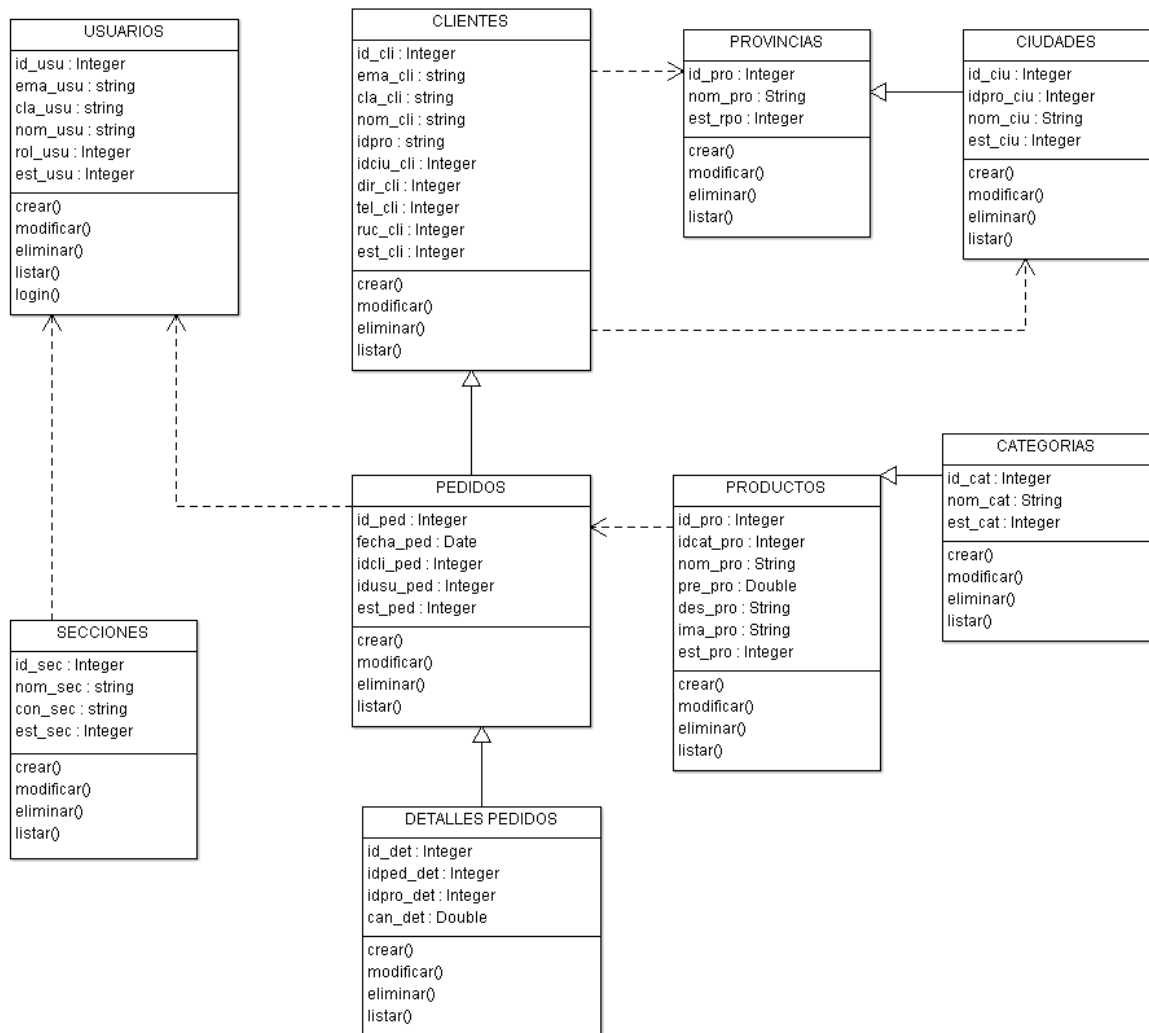 USUARIOS
id_usu : Integer
ema_usu : string
cla_usu : string
nom_usu : string
rol_usu : Integer
est_usu : Integer
crear()
modificar()
eliminar()
listar()
login()
CLIENTES
id_cli : Integer
ema_cli : string
cla_cli : string
nom_cli : string
idpro : string
idciu_cli : Integer
dir_cli : Integer
tel_cli : Integer
ruc_cli : Integer
est_cli : Integer
crear()
modificar()
eliminar()
listar()
PROVINCIAS
id_pro : Integer
nom_pro : String
est_rpo : Integer
crear()
modificar()
eliminar()
listar()
CIUDADES
id_ciu : Integer
idpro_ciu : Integer
nom_ciu : String
est_ciu : Integer
crear()
modificar()
eliminar()
listar()
SECCIONES
id_sec : Integer
nom_sec : string
con_sec : string
est_sec : Integer
crear()
modificar()
eliminar()
listar()
PEDIDOS
id_ped : Integer
fecha_ped : Date
idcli_ped : Integer
idusu_ped : Integer
est_ped : Integer
crear()
modificar()
eliminar()
listar()
PRODUCTOS
id_pro : Integer
idcat_pro : Integer
nom_pro : String
pre_pro : Double
des_pro : String
ima_pro : String
est_pro : Integer
crear()
modificar()
eliminar()
listar()
CATEGORIAS
id_cat : Integer
nom_cat : String
est_cat : Integer
crear()
modificar()
eliminar()
listar()
DETALLES PEDIDOS
id_det : Integer
idped_det : Integer
idpro_det : Integer
can_det : Double
crear()
modificar()
eliminar()
listar()